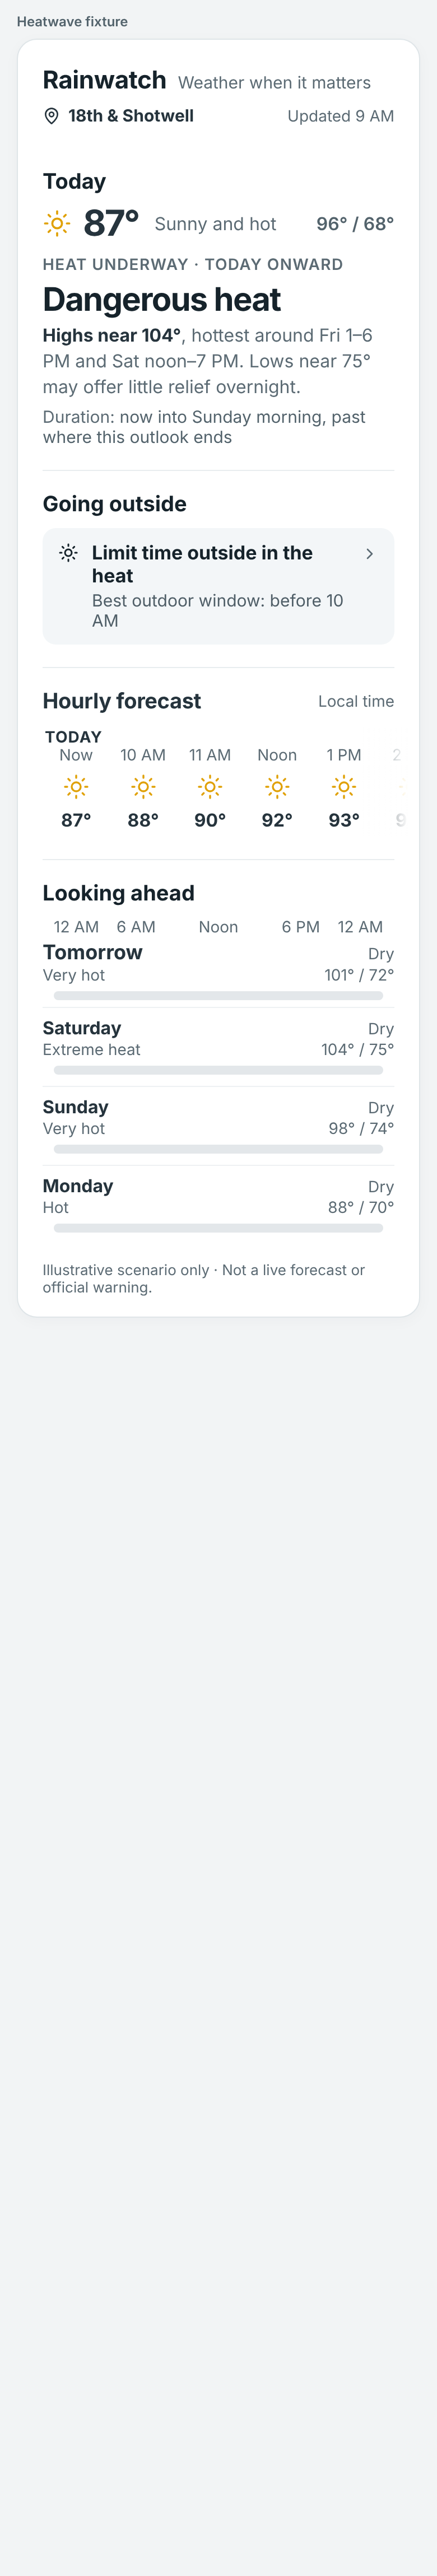 Heatwave fixture
Rainwatch Weather when it matters
18th & Shotwell Updated 9 AM
Today
87° Sunny and hot 96° / 68°
HEAT UNDERWAY · TODAY ONWARD
Dangerous heat
Highs near 104°, hottest around Fri 1–6
PM and Sat noon–7 PM. Lows near 75°
may offer little relief overnight.
Duration: now into Sunday morning, past
where this outlook ends
Going outside
Limit time outside in the
heat
Best outdoor window: before 10
AM
Hourly forecast Local time
TODAY
Now 10 AM 11 AM Noon 1 PM
87° 88° 90° 92° 93°
Looking ahead
12 AM 6 AM Noon 6 PM 12 AM
Tomorrow Dry
Very hot 101° / 72°
Saturday Dry
Extreme heat 104° / 75°
Sunday Dry
Very hot 98° / 74°
Monday Dry
Hot 88° / 70°
Illustrative scenario only · Not a live forecast or
official warning.